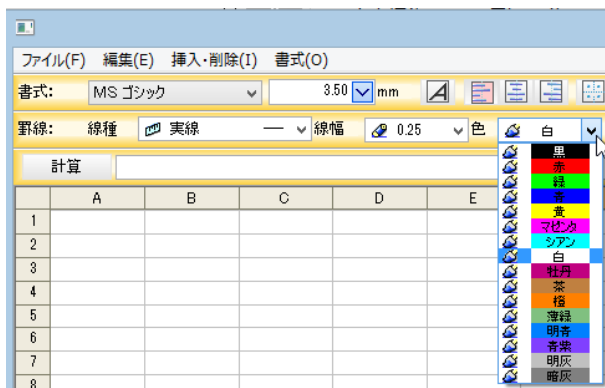 ファイル(F) 編集(E) 挿入・削除(I) 書式(O)
書式: MS ゴシック 3.50 mm A
罫線: 線種 実線 線幅 0.25 色 白
計算
A B C D E
1
2
3
4
5
6
7
8
黒
赤
緑
青
黄
マゼンタ
シアン
白
牡丹
茶
橙
薄緑
明青
青紫
明灰
暗灰